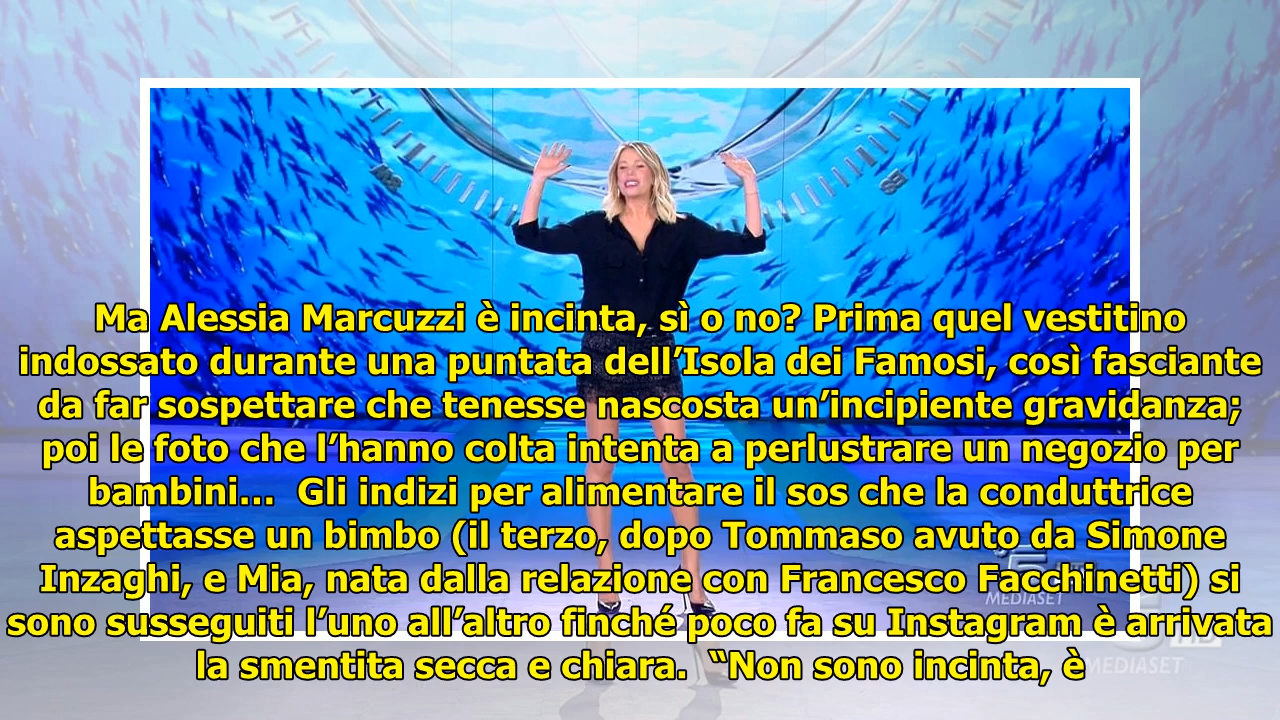 Ma Alessia Marcuzzi è incinta, sì o no? Prima quel vestitino
indossato durante una puntata dell’Isola dei Famosi, così fasciante
da far sospettare che tenesse nascosta un’incipiente gravidanza;
poi le foto che l’hanno colta intenta a perlustrare un negozio per
bambini… Gli indizi per alimentare il sos che la conduttrice
aspettasse un bimbo (il terzo, dopo Tommaso avuto da Simone
Inzaghi, e Mia, nata dalla relazione con Francesco Facchinetti) si
sono susseguiti l’uno all’altro finché poco fa su Instagram è arrivata
la smentita secca e chiara. “Non sono incinta, è
MEDIASET
HD
MEDIASET